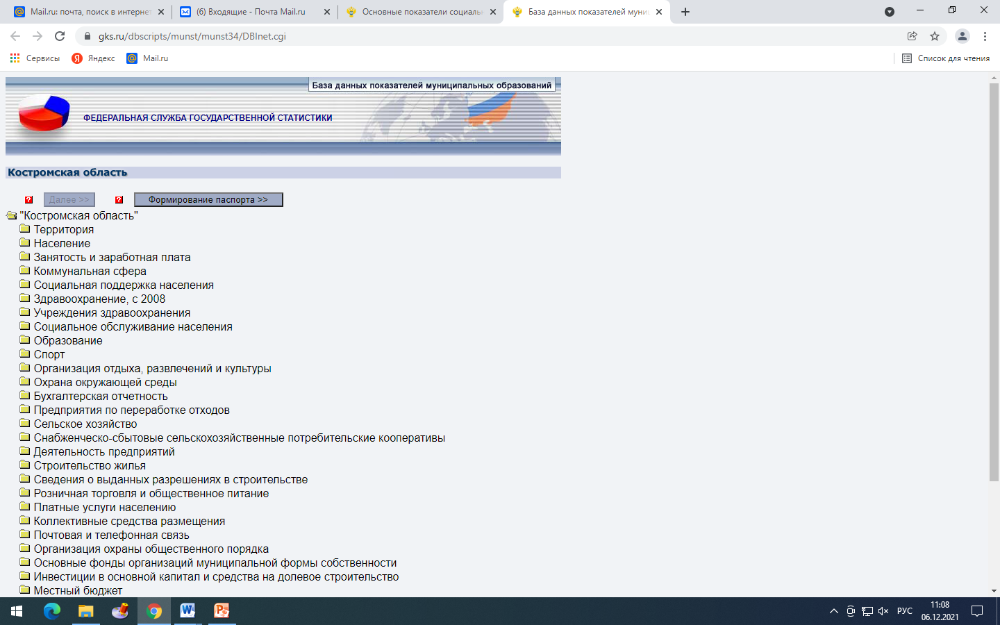 Mail.ru: почта, поиск в интернет
(6) Входящие - Почта Mail.ru
Основные показатели социаль
База данных показателей муни
gks.ru/dbscripts/munst/munst34/DBInet.cgi
Сервисы
Яндекс
Mail.ru
Список для чтения
База данных показателей муниципальных образований
ФЕДЕРАЛЬНАЯ СЛУЖБА ГОСУДАРСТВЕННОЙ СТАТИСТИКИ
Костромская область
Далее >>
Формирование паспорта >>
"Костромская область"
Территория
Население
Занятость и заработная плата
Коммунальная сфера
Социальная поддержка населения
Здравоохранение, с 2008
Учреждения здравоохранения
Социальное обслуживание населения
Образование
Спорт
Организация отдыха, развлечений и культуры
Охрана окружающей среды
Бухгалтерская отчетность
Предприятия по переработке отходов
Сельское хозяйство
Снабженческо-сбытовые сельскохозяйственные потребительские кооперативы
Деятельность предприятий
Строительство жилья
Сведения о выданных разрешениях в строительстве
Розничная торговля и общественное питание
Платные услуги населению
Коллективные средства размещения
Почтовая и телефонная связь
Организация охраны общественного порядка
Основные фонды организаций муниципальной формы собственности
Инвестиции в основной капитал и средства на долевое строительство
Местный бюджет
РУС
11:08
06.12.2021